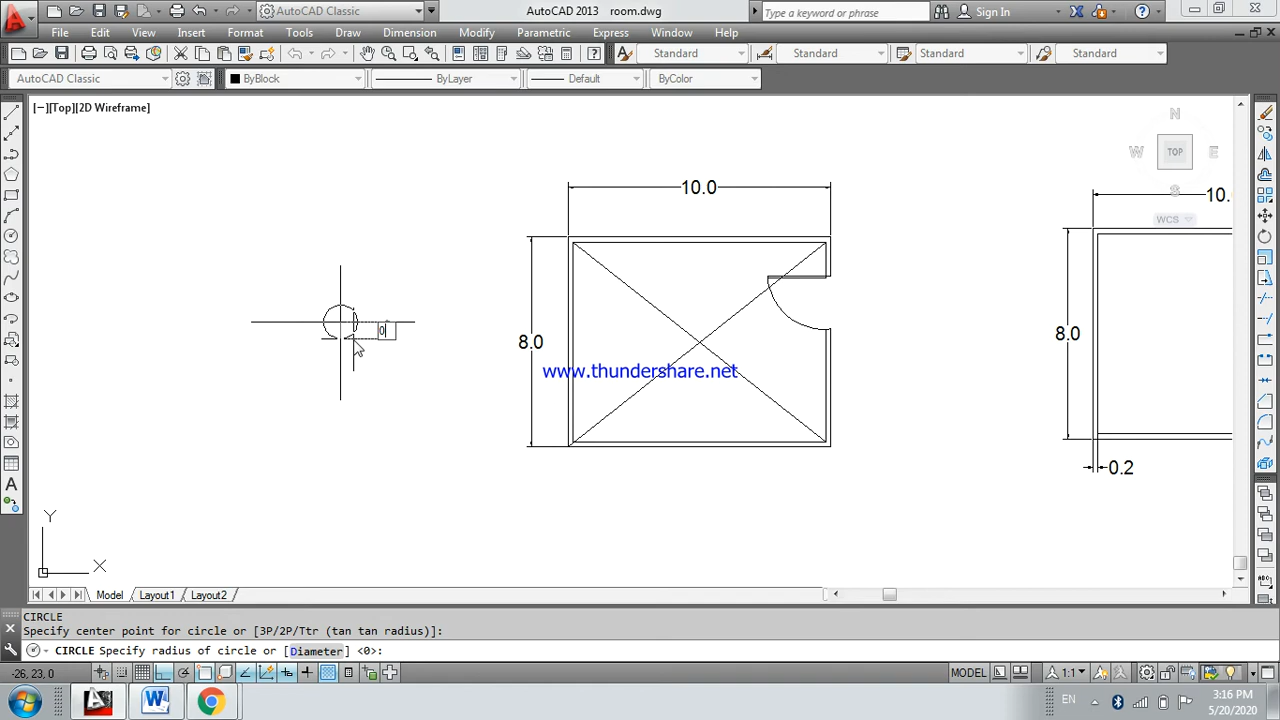 AutoCAD Classic
AutoCAD 2013 room.dwg
Type a keyword or phrase
Sign In
File Edit View Insert Format Tools Draw Dimension Modify Parametric Express Window Help
Standard
Standard
Standard
Standard
AutoCAD Classic
ByBlock
ByLayer
Default
ByColor
[−][Top][2D Wireframe]
N
W
TOP
E
S
WCS
10.0
10.
8.0
8.0
0
www.thundershare.net
0.2
Y
X
Model
Layout1
Layout2
CIRCLE
Specify center point for circle or [3P/2P/Ttr (tan tan radius)]:
CIRCLE Specify radius of circle or [Diameter] <0>:
-26, 23, 0
MODEL
1:1
EN
3:16 PM
5/20/2020